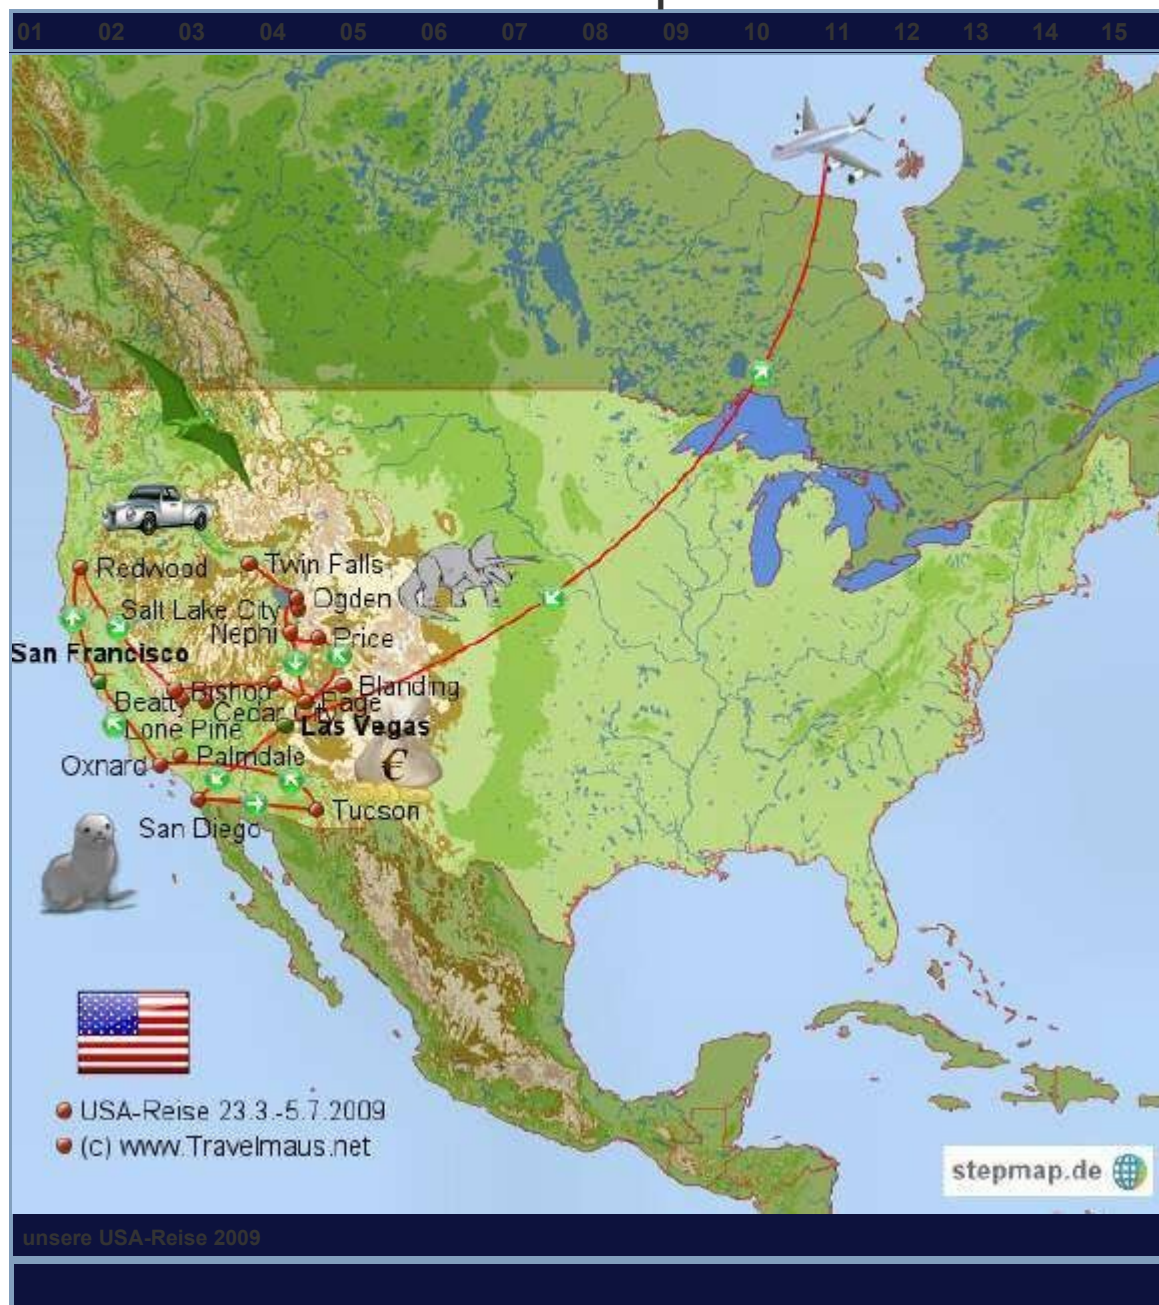 01 02 03 04 05 06 07 08 09 10 11 12 13 14 15
Twin Falls
Redwood
Ogden
Salt Lake City
Nephi
Price
San Francisco
Bishop
Blanding
Beatty
Page
Cedar City
Lone Pine
Las Vegas
Palmdale
Oxnard
€
Tucson
San Diego
USA-Reise 23.3.-5.7.2009
(c) www.Travelmaus.net
stepmap.de
unsere USA-Reise 2009